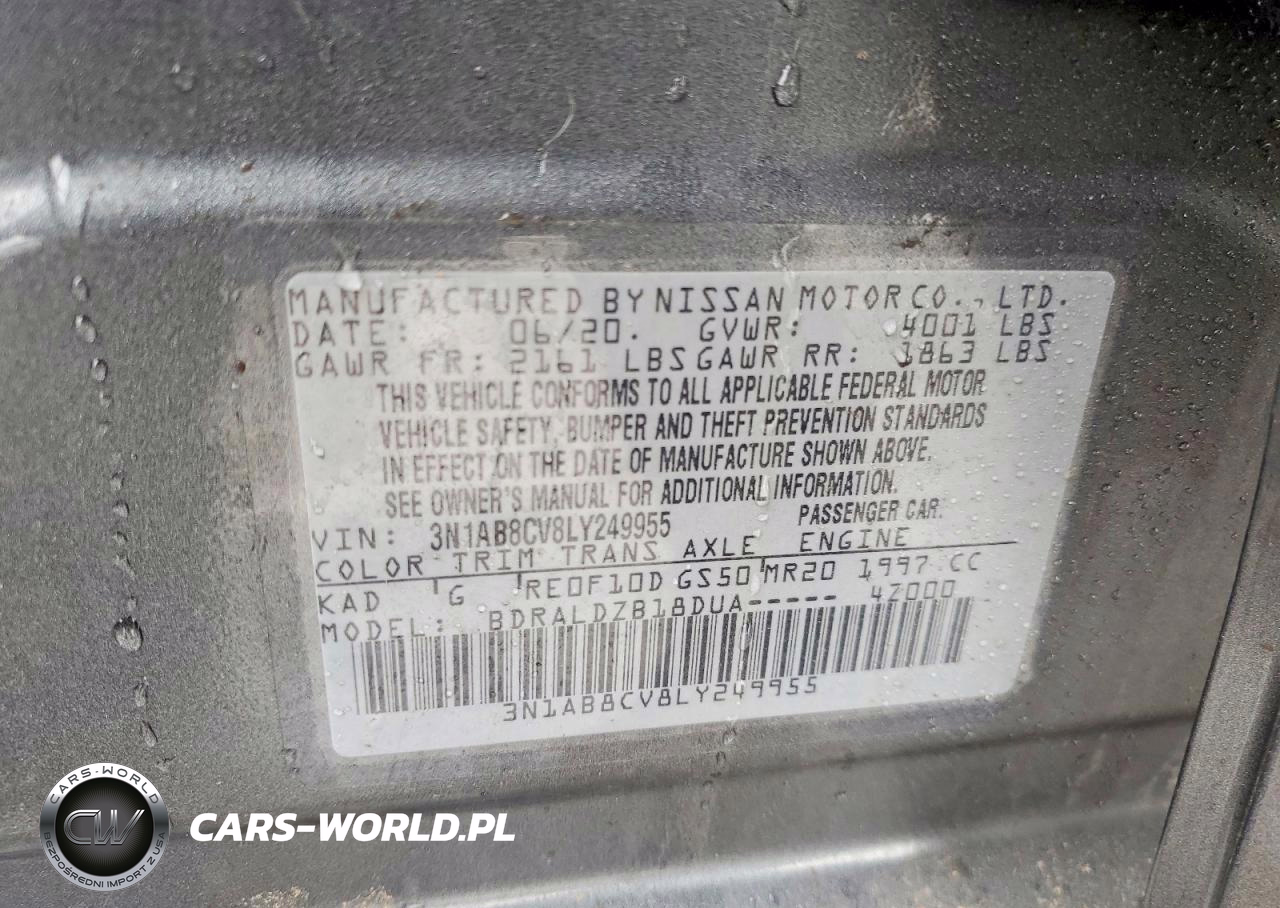 MANUFACTURED BY NISSAN MOTOR CO., LTD.
DATE: 06/20. GVWR: 4001 LBS
GAWR FR: 2161 LBS GAWR RR: 1863 LBS
THIS VEHICLE CONFORMS TO ALL APPLICABLE FEDERAL MOTOR
VEHICLE SAFETY, BUMPER AND THEFT PREVENTION STANDARDS
IN EFFECT ON THE DATE OF MANUFACTURE SHOWN ABOVE.
SEE OWNER'S MANUAL FOR ADDITIONAL INFORMATION.
VIN: 3N1AB8CV8LY249955 PASSENGER CAR.
COLOR TRIM TRANS AXLE ENGINE
KAD G RE0F10D GS50 MR20 1997 CC
MODEL: BDRALDZB18DUA----- 42000
3N1AB8CV8LY249955
CARS-WORLD
CW
BEZPOŚREDNI IMPORT Z USA
CARS-WORLD.PL